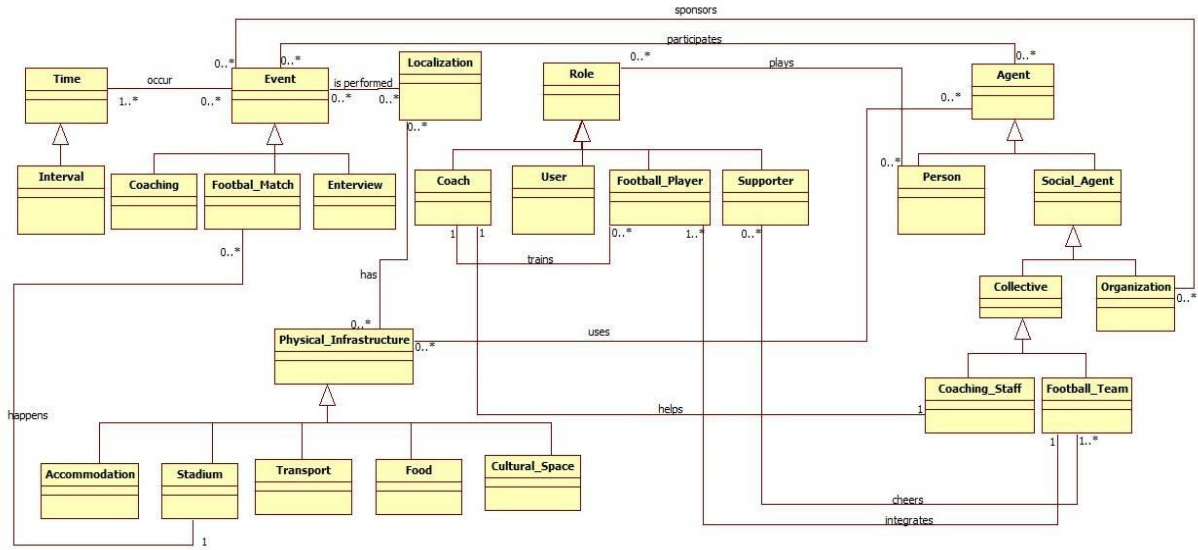 sponsors
participates
0..*
0..*
0..*
Localization
0..*
Role
plays
Agent
Time
occur
Event
is performed
1..*
0..*
0..*
0..*
0..*
0..*
Interval
Coaching
Footbal_Match
Enterview
Coach
User
Football_Player
Supporter
0..*
Person
Social_Agent
0..*
1
1
0..*
1..*
0..*
trains
has
Collective
Organization
0..*
0..*
Physical_Infrastructure
0..*
uses
Coaching_Staff
Football_Team
happens
helps
1
1
1..*
Accommodation
Stadium
Transport
Food
Cultural_Space
cheers
integrates
1